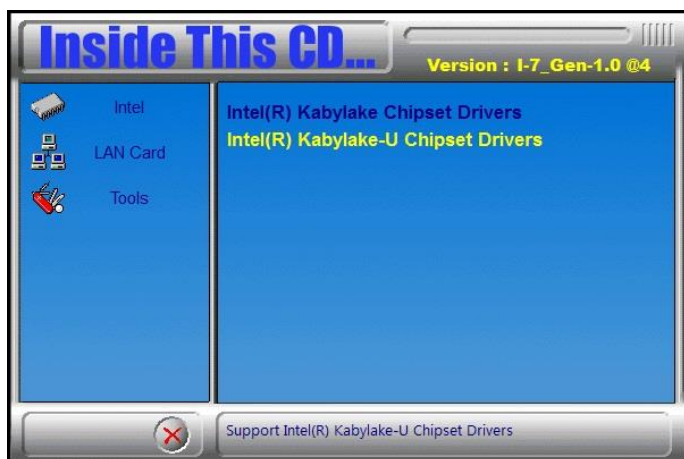 Inside This CD...
Version : I-7_Gen-1.0 @4
Intel
LAN Card
Tools
Intel(R) Kabylake Chipset Drivers
Intel(R) Kabylake-U Chipset Drivers
Support Intel(R) Kabylake-U Chipset Drivers